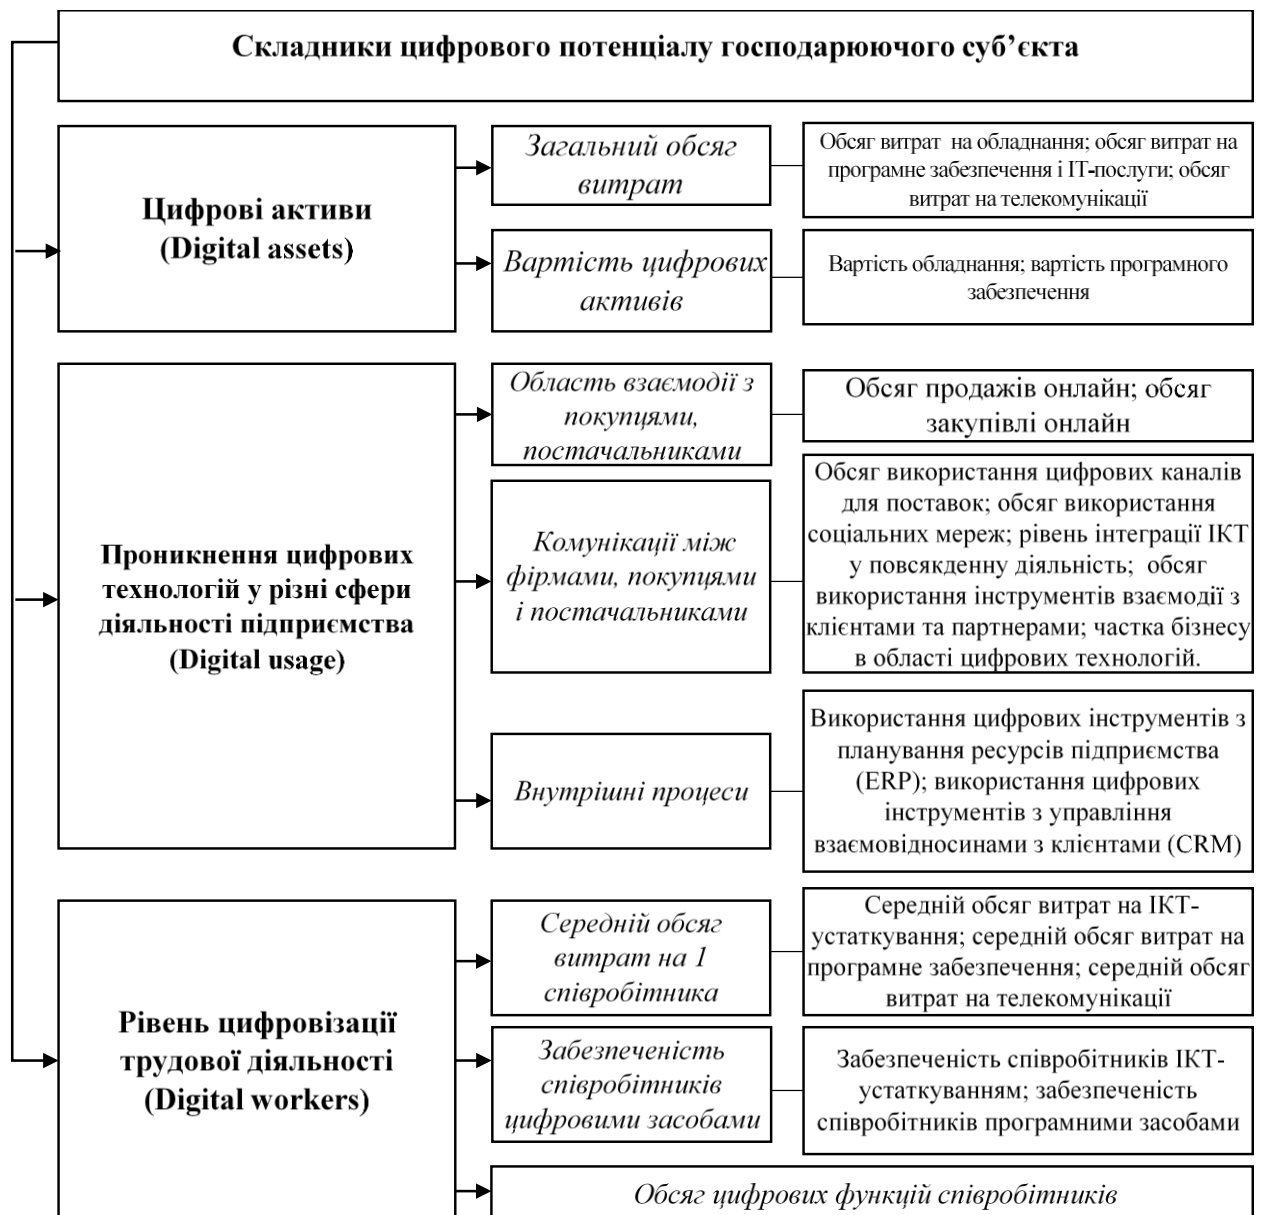 Складники цифрового потенціалу господарюючого суб’єкта
Цифрові активи
(Digital assets)
Загальний обсяг
витрат
Обсяг витрат на обладнання; обсяг витрат на
програмне забезпечення і ІТ-послуги; обсяг
витрат на телекомунікації
Вартість цифрових
активів
Вартість обладнання; вартість програмного
забезпечення
Проникнення цифрових
технологій у різні сфери
діяльності підприємства
(Digital usage)
Область взаємодії з
покупцями,
постачальниками
Обсяг продажів онлайн; обсяг
закупівлі онлайн
Комунікації між
фірмами, покупцями
і постачальниками
Обсяг використання цифрових каналів
для поставок; обсяг використання
соціальних мереж; рівень інтеграції ІКТ
у повсякденну діяльність; обсяг
використання інструментів взаємодії з
клієнтами та партнерами; частка бізнесу
в області цифрових технологій.
Внутрішні процеси
Використання цифрових інструментів з
планування ресурсів підприємства
(ERP); використання цифрових
інструментів з управління
взаємовідносинами з клієнтами (CRM)
Рівень цифровізації
трудової діяльності
(Digital workers)
Середній обсяг
витрат на 1
співробітника
Середній обсяг витрат на ІКТ-
устаткування; середній обсяг витрат на
програмне забезпечення; середній обсяг
витрат на телекомунікації
Забезпеченість
співробітників
цифровими засобами
Забезпеченість співробітників ІКТ-
устаткуванням; забезпеченість
співробітників програмними засобами
Обсяг цифрових функцій співробітників